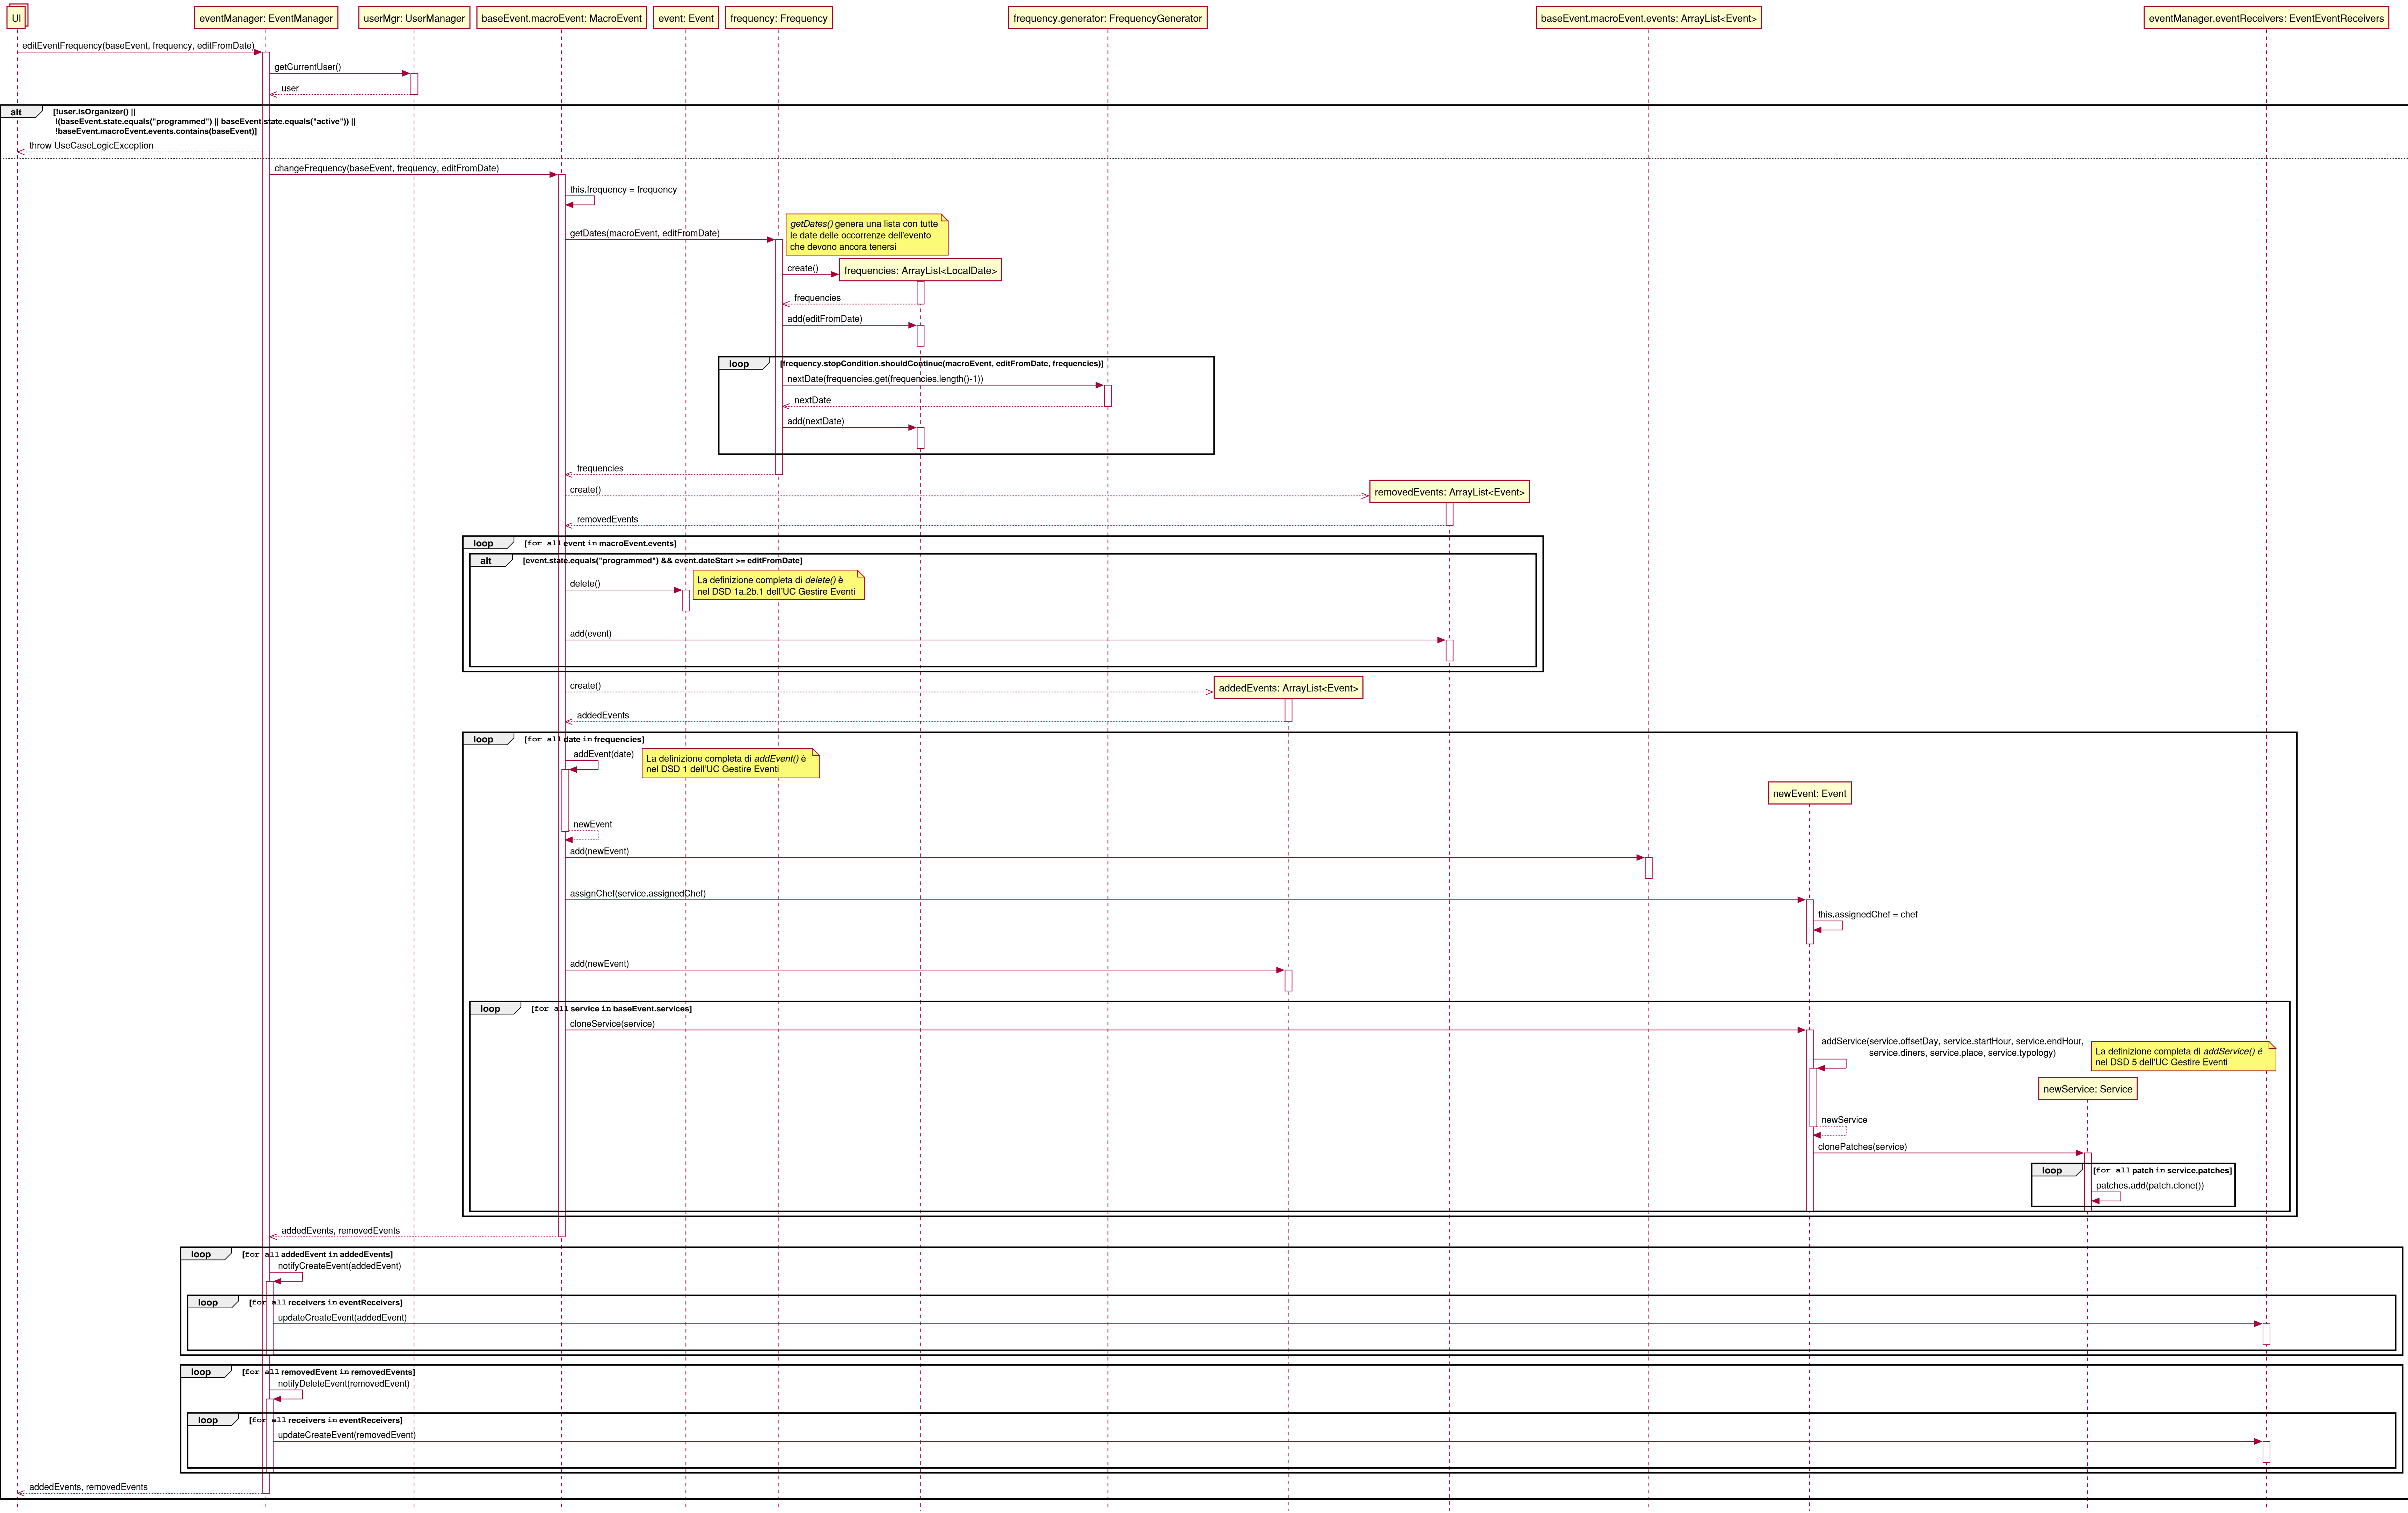 UI
eventManager: EventManager
userMgr: UserManager
baseEvent.macroEvent: MacroEvent
event: Event
frequency: Frequency
frequency.generator: FrequencyGenerator
baseEvent.macroEvent.events: ArrayList<Event>
eventManager.eventReceivers: EventEventReceivers
editEventFrequency(baseEvent, frequency, editFromDate)
getCurrentUser()
user
alt
[!user.isOrganizer() ||
!(baseEvent.state.equals("programmed") || baseEvent.state.equals("active")) ||
!baseEvent.macroEvent.events.contains(baseEvent)]
throw UseCaseLogicException
changeFrequency(baseEvent, frequency, editFromDate)
this.frequency = frequency
getDates(macroEvent, editFromDate)
getDates() genera una lista con tutte
le date delle occorrenze dell'evento
che devono ancora tenersi
create()
frequencies: ArrayList<LocalDate>
frequencies
add(editFromDate)
loop
[frequency.stopCondition.shouldContinue(macroEvent, editFromDate, frequencies)]
nextDate(frequencies.get(frequencies.length()-1))
nextDate
add(nextDate)
frequencies
create()
removedEvents: ArrayList<Event>
removedEvents
loop
[for all event in macroEvent.events]
alt
[event.state.equals("programmed") && event.dateStart >= editFromDate]
delete()
La definizione completa di delete() è
nel DSD 1a.2b.1 dell'UC Gestire Eventi
add(event)
create()
addedEvents: ArrayList<Event>
addedEvents
loop
[for all date in frequencies]
addEvent(date)
La definizione completa di addEvent() è
nel DSD 1 dell'UC Gestire Eventi
newEvent: Event
newEvent
add(newEvent)
assignChef(service.assignedChef)
this.assignedChef = chef
add(newEvent)
loop
[for all service in baseEvent.services]
cloneService(service)
addService(service.offsetDay, service.startHour, service.endHour,
service.diners, service.place, service.typology)
La definizione completa di addService() è
nel DSD 5 dell'UC Gestire Eventi
newService: Service
newService
clonePatches(service)
loop
[for all patch in service.patches]
patches.add(patch.clone())
addedEvents, removedEvents
loop
[for all addedEvent in addedEvents]
notifyCreateEvent(addedEvent)
loop
[for all receivers in eventReceivers]
updateCreateEvent(addedEvent)
loop
[for all removedEvent in removedEvents]
notifyDeleteEvent(removedEvent)
loop
[for all receivers in eventReceivers]
updateCreateEvent(removedEvent)
addedEvents, removedEvents